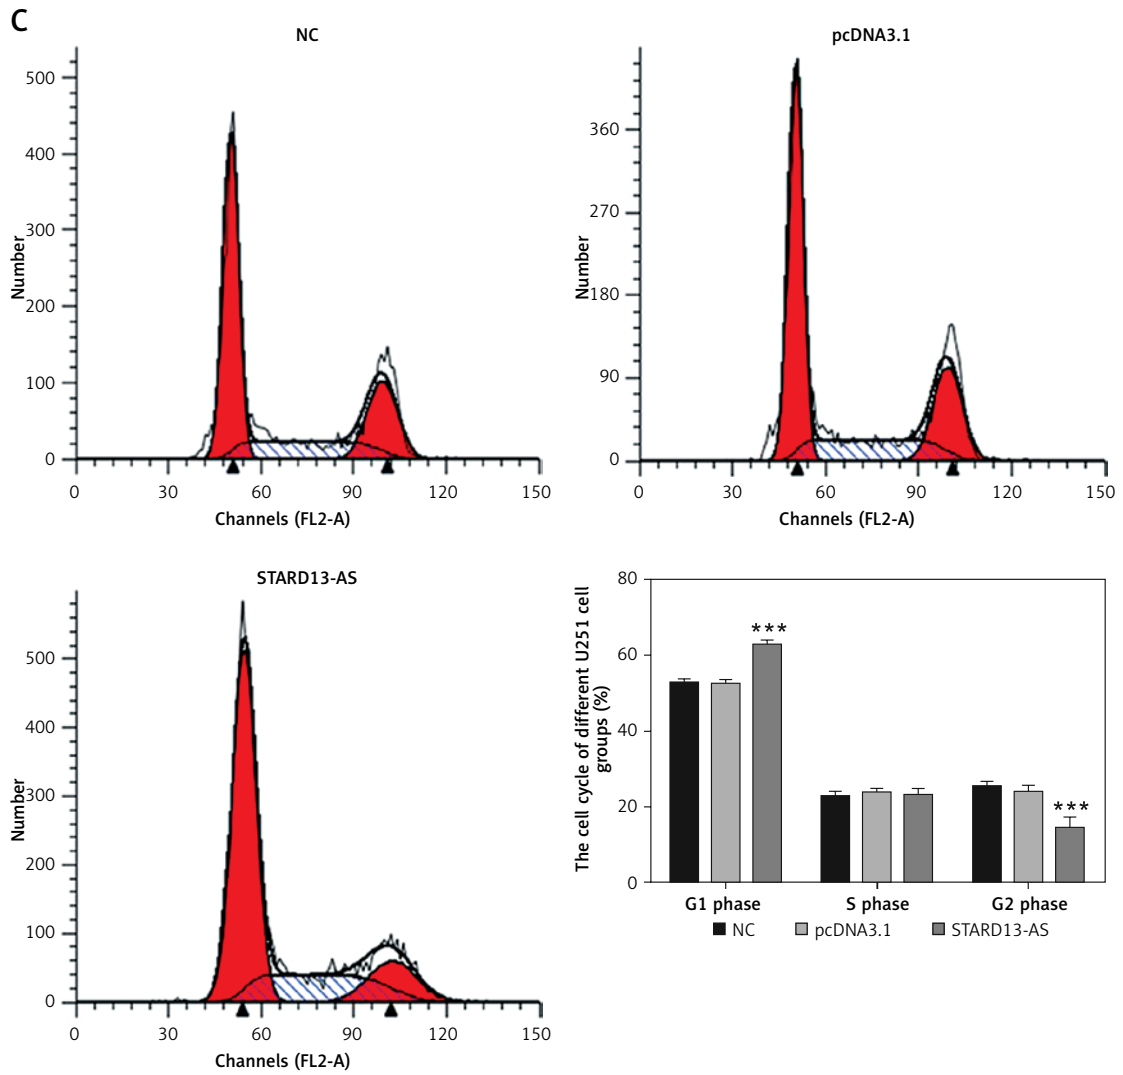 C
NC
500
400
300
200
100
0
Number
0 30 60 90 120 150
Channels (FL2-A)
pcDNA3.1
360
270
180
90
0
Number
0 30 60 90 120 150
Channels (FL2-A)
STARD13-AS
500
400
300
200
100
0
Number
0 30 60 90 120 150
Channels (FL2-A)
80
60
40
20
0
The cell cycle of different U251 cell
groups (%)
***
***
G1 phase S phase G2 phase
NC pcDNA3.1 STARD13-AS